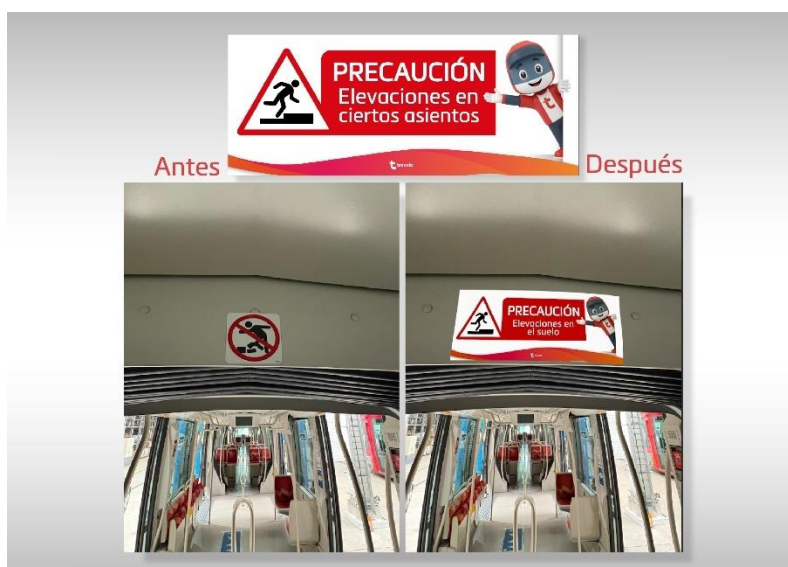 PRECAUCIÓN
Elevaciones en
ciertos asientos
t
Antes
Después
PRECAUCIÓN
Elevaciones en
el suelo